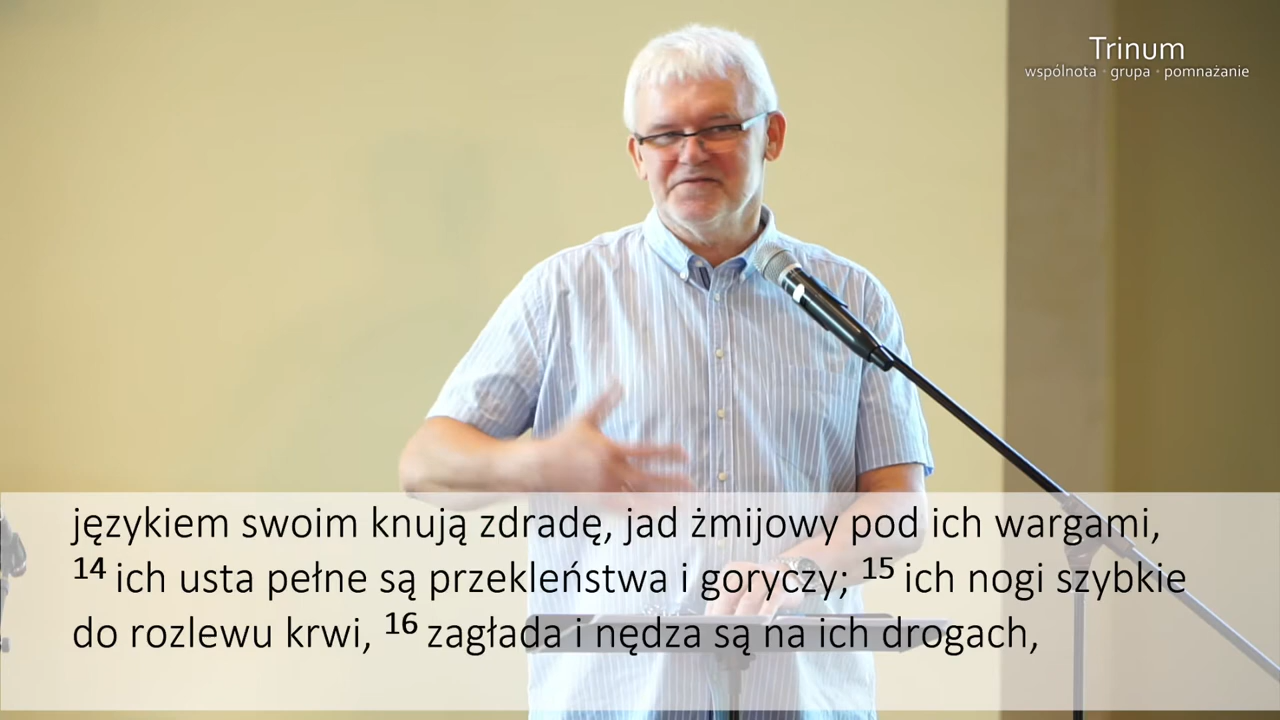 Trinum
wspólnota • grupa • pomnażanie
językiem swoim knują zdradę, jad żmijowy pod ich wargami,
14 ich usta pełne są przekleństwa i goryczy; 15 ich nogi szybkie
do rozlewu krwi, 16 zagłada i nędza są na ich drogach,